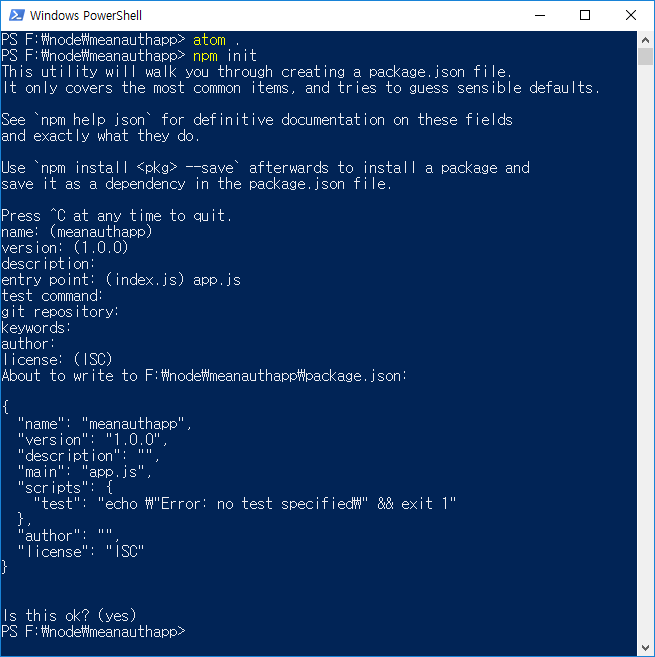 Windows PowerShell
PS F:₩node₩meanauthapp> atom .
PS F:₩node₩meanauthapp> npm init
This utility will walk you through creating a package.json file.
It only covers the most common items, and tries to guess sensible defaults.
See `npm help json` for definitive documentation on these fields
and exactly what they do.
Use `npm install <pkg> --save` afterwards to install a package and
save it as a dependency in the package.json file.
Press ^C at any time to quit.
name: (meanauthapp)
version: (1.0.0)
description:
entry point: (index.js) app.js
test command:
git repository:
keywords:
author:
license: (ISC)
About to write to F:₩node₩meanauthapp₩package.json:
{
  "name": "meanauthapp",
  "version": "1.0.0",
  "description": "",
  "main": "app.js",
  "scripts": {
    "test": "echo ₩"Error: no test specified₩" && exit 1"
  },
  "author": "",
  "license": "ISC"
}
Is this ok? (yes)
PS F:₩node₩meanauthapp>